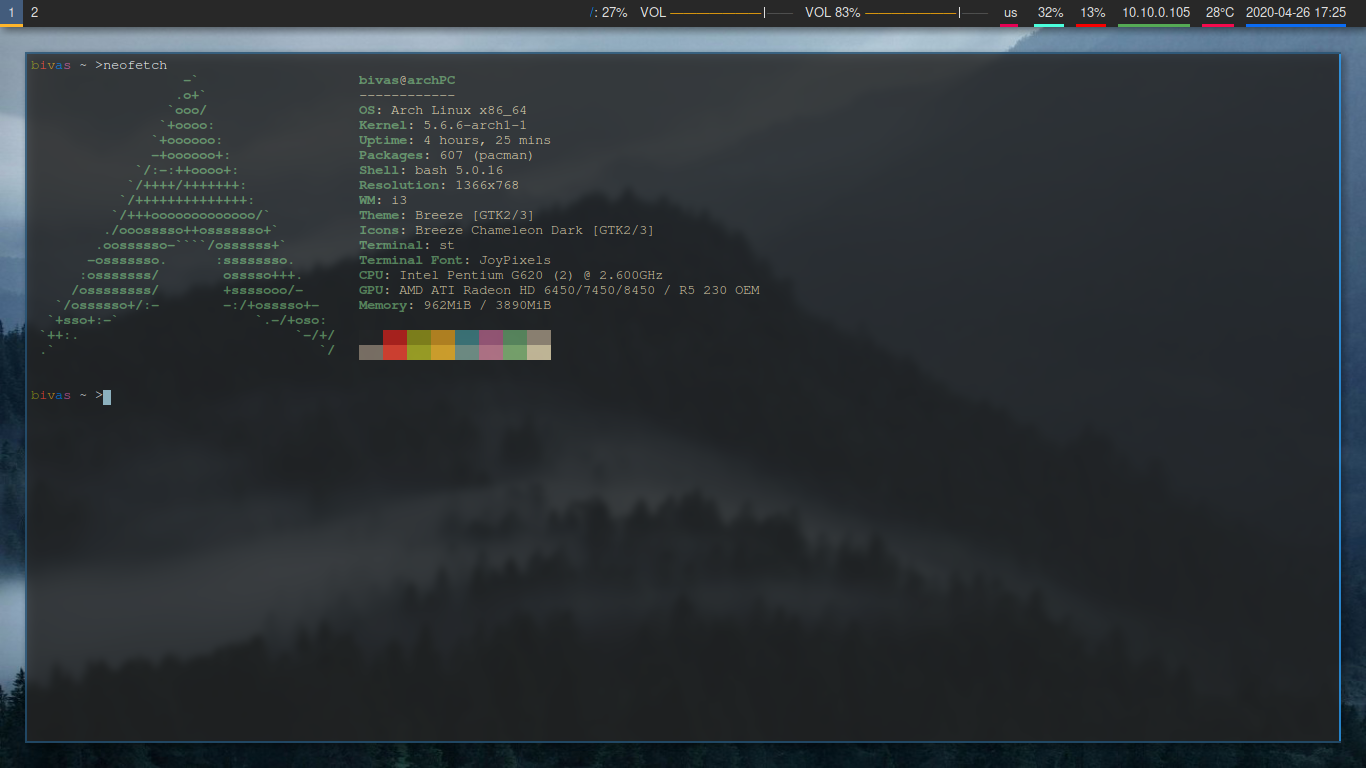 1 2 /: 27% VOL VOL 83% us 32% 13% 10.10.0.105 28°C 2020-04-26 17:25
bivas ~ >neofetch
-` bivas@archPC
.o+` ------------
`ooo/ OS: Arch Linux x86_64
`+oooo: Kernel: 5.6.6-arch1-1
`+oooooo: Uptime: 4 hours, 25 mins
-+oooooo+: Packages: 607 (pacman)
`/:-:++oooo+: Shell: bash 5.0.16
`/++++/+++++++: Resolution: 1366x768
`/++++++++++++++: WM: i3
`/+++ooooooooooooo/` Theme: Breeze [GTK2/3]
./ooosssso++osssssso+` Icons: Breeze Chameleon Dark [GTK2/3]
.oossssso-````/ossssss+` Terminal: st
-osssssso. :ssssssso. Terminal Font: JoyPixels
:osssssss/ osssso+++. CPU: Intel Pentium G620 (2) @ 2.600GHz
/ossssssss/ +ssssooo/- GPU: AMD ATI Radeon HD 6450/7450/8450 / R5 230 OEM
`/ossssso+/:- -:/+osssso+- Memory: 962MiB / 3890MiB
`+sso+:-` `.-/+oso:
`++:. `-/+/
.` `/
bivas ~ >